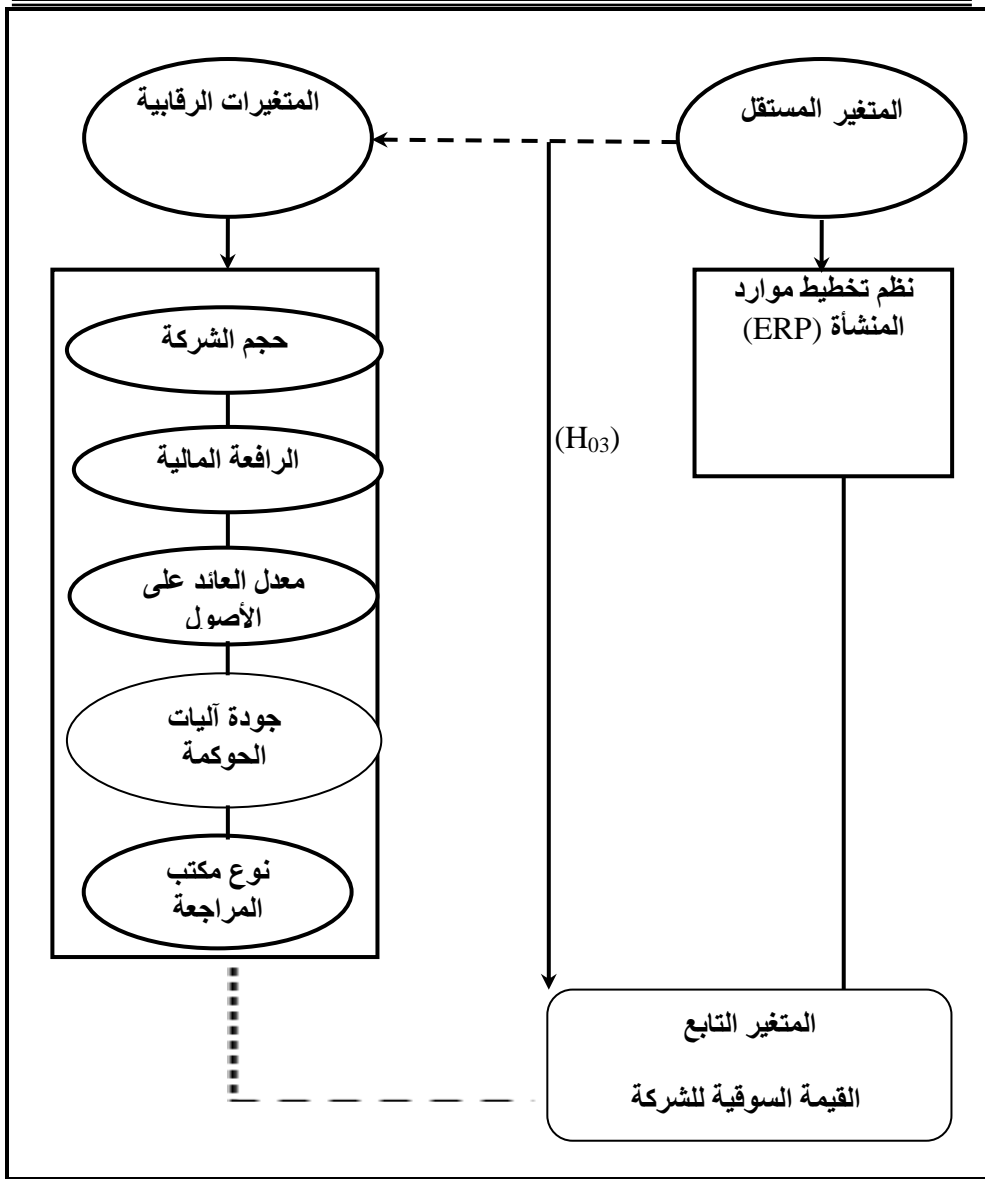 المتغير المستقل
المتغيرات الرقابية
نظم تخطيط موارد
المنشأة (ERP)
حجم الشركة
الرافعة المالية
معدل العائد على
الأصول
جودة آليات
الحوكمة
نوع مكتب
المراجعة
(H03)
المتغير التابع
القيمة السوقية للشركة